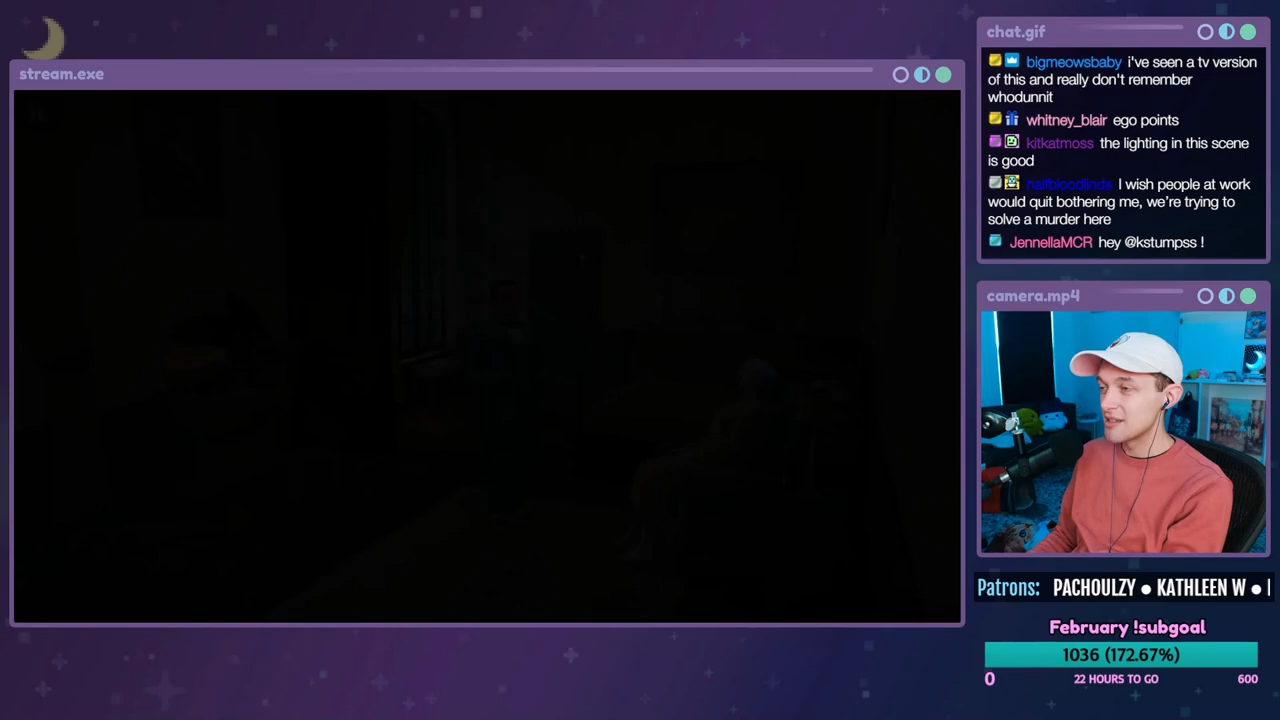 stream.exe
chat.gif
bigmeowsbaby i've seen a tv version
of this and really don't remember
whodunnit
whitney_blair ego points
kitkatmoss the lighting in this scene
is good
I wish people at work
would quit bothering me, we're trying to
solve a murder here
JennellaMCR hey @kstumpss !
camera.mp4
Patrons: PACHOULZY ● KATHLEEN W ●
February !subgoal
1036 (172.67%)
0 22 HOURS TO GO 600